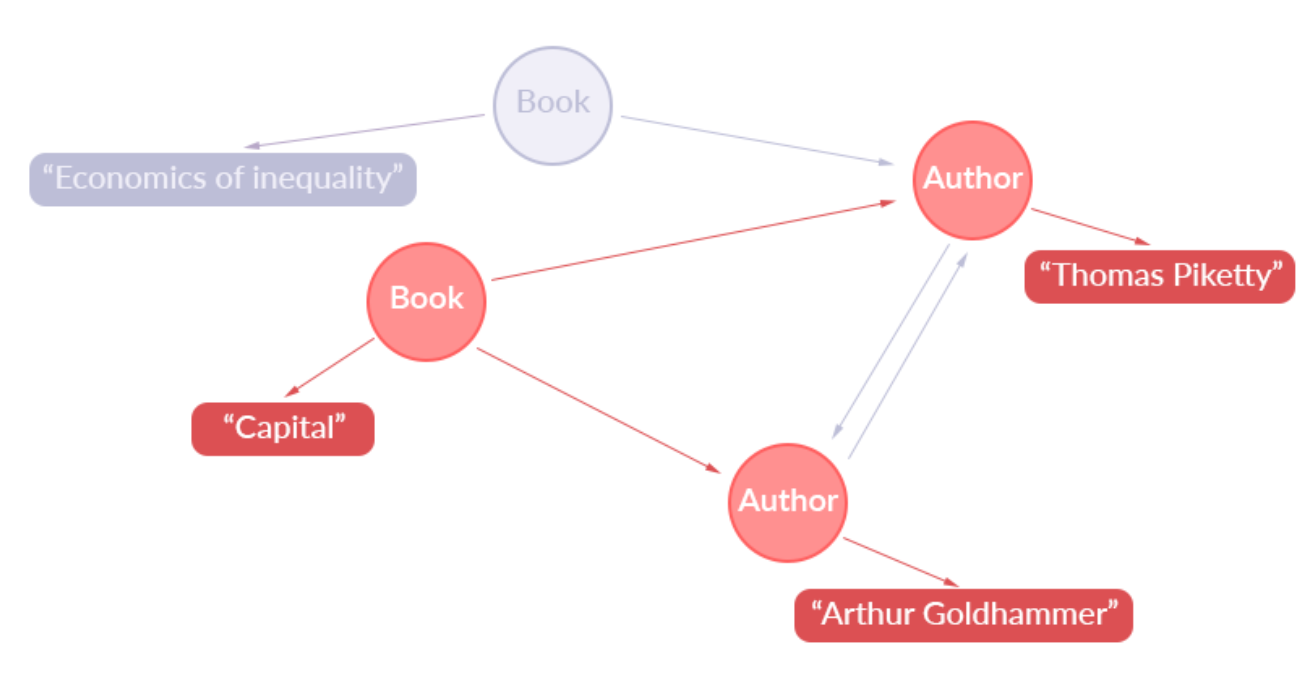 Book
“Economics of inequality”
Author
“Thomas Piketty”
Book
“Capital”
Author
“Arthur Goldhammer”